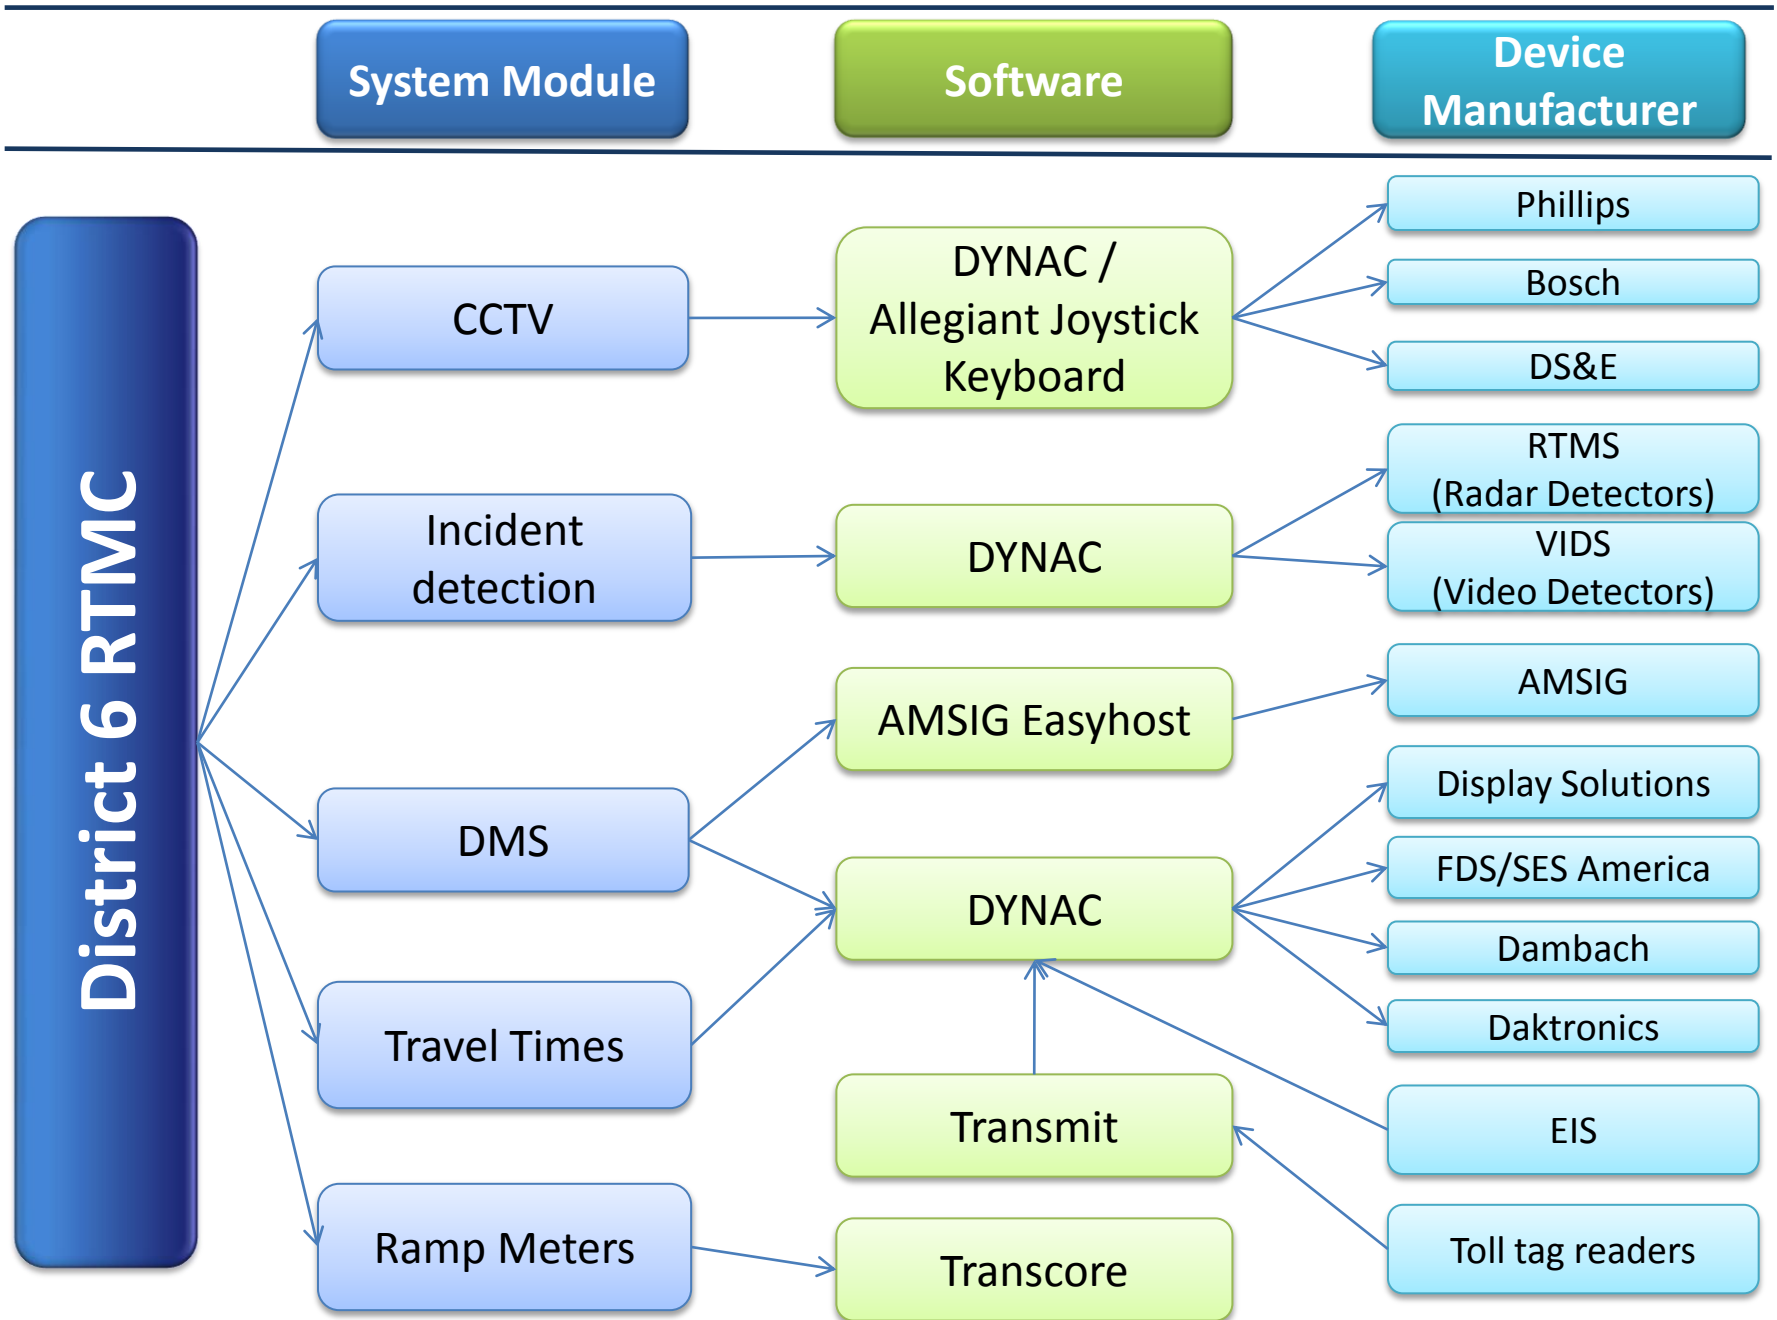 System Module
Software
Device
Manufacturer
District 6 RTMC
CCTV
DYNAC /
Allegiant Joystick
Keyboard
Phillips
Bosch
DS&E
Incident
detection
DYNAC
RTMS
(Radar Detectors)
VIDS
(Video Detectors)
DMS
AMSIG Easyhost
AMSIG
DYNAC
Display Solutions
FDS/SES America
Dambach
Daktronics
Travel Times
Transmit
EIS
Ramp Meters
Transcore
Toll tag readers